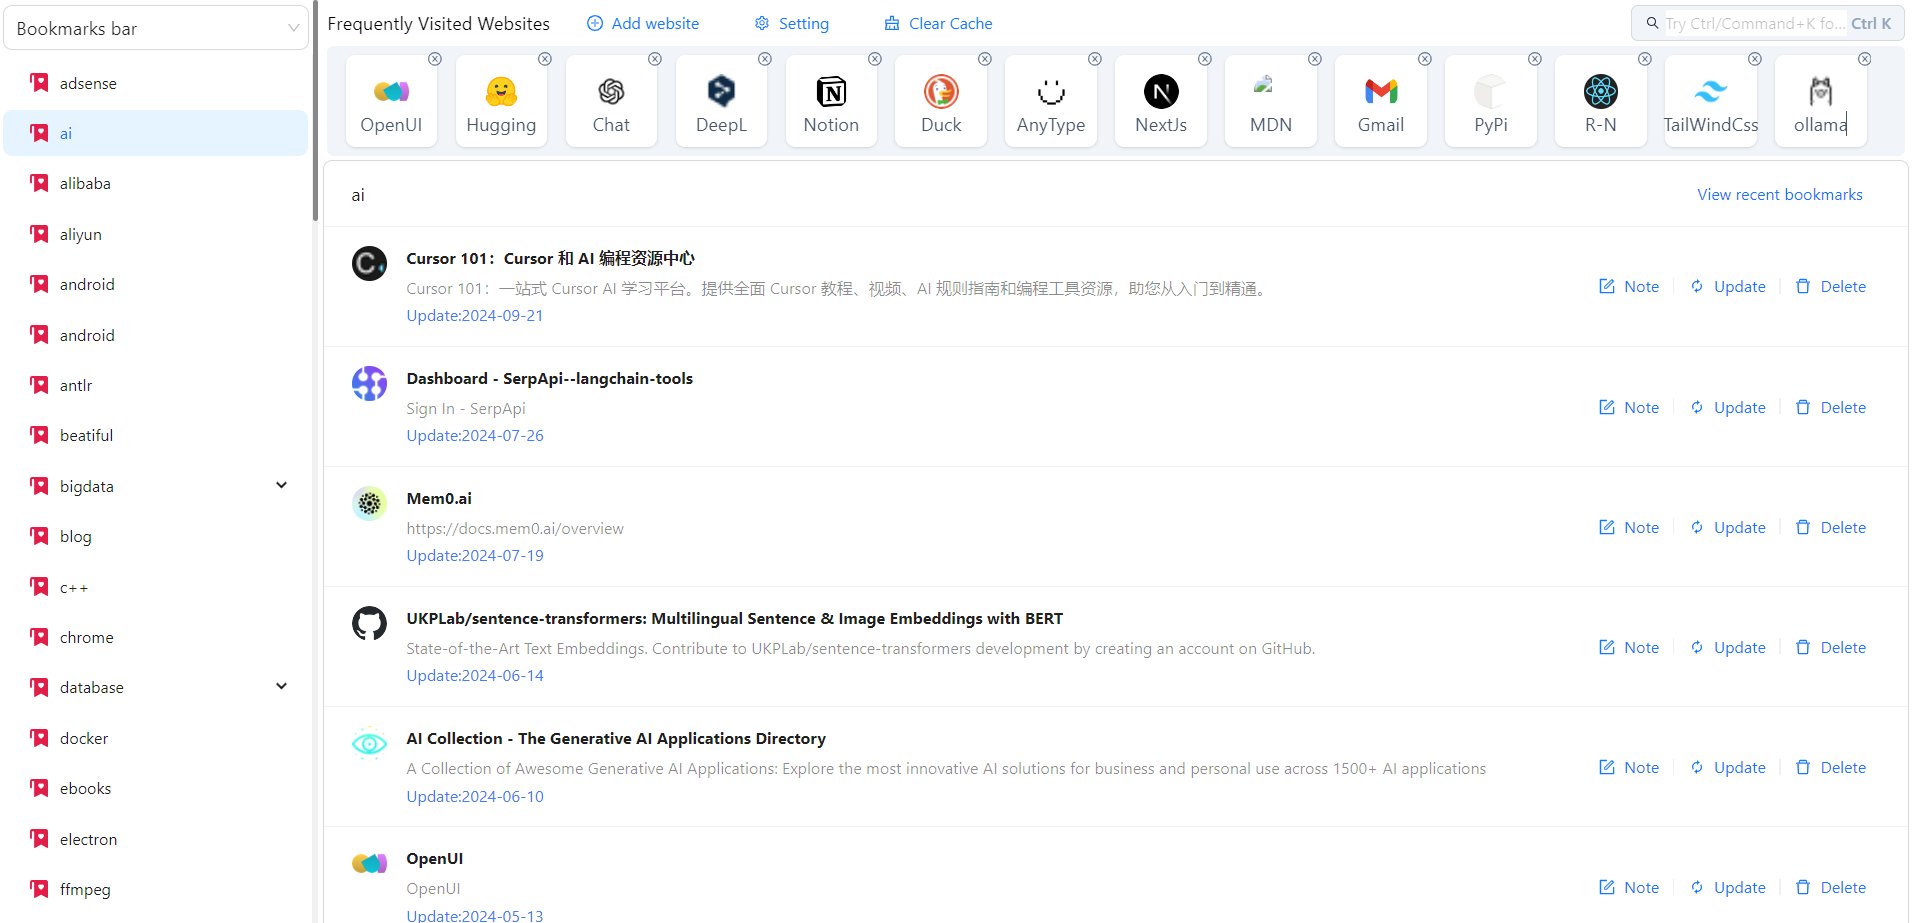 Bookmarks bar
adsense
ai
alibaba
aliyun
android
android
antlr
beatiful
bigdata
blog
c++
chrome
database
docker
ebooks
electron
ffmpeg
Frequently Visited Websites
Add website
Setting
Clear Cache
Try Ctrl/Command+K fo... Ctrl K
OpenUI
Hugging
Chat
DeepL
Notion
Duck
AnyType
NextJs
MDN
Gmail
PyPi
R-N
TailWindCss
ollama
ai
View recent bookmarks
Cursor 101：Cursor 和 AI 编程资源中心
Cursor 101：一站式 Cursor AI 学习平台。提供全面 Cursor 教程、视频、AI 规则指南和编程工具资源，助您从入门到精通。
Update:2024-09-21
Note Update Delete
Dashboard - SerpApi--langchain-tools
Sign In - SerpApi
Update:2024-07-26
Note Update Delete
Mem0.ai
https://docs.mem0.ai/overview
Update:2024-07-19
Note Update Delete
UKPLab/sentence-transformers: Multilingual Sentence & Image Embeddings with BERT
State-of-the-Art Text Embeddings. Contribute to UKPLab/sentence-transformers development by creating an account on GitHub.
Update:2024-06-14
Note Update Delete
AI Collection - The Generative AI Applications Directory
A Collection of Awesome Generative AI Applications: Explore the most innovative AI solutions for business and personal use across 1500+ AI applications
Update:2024-06-10
Note Update Delete
OpenUI
OpenUI
Update:2024-05-13
Note Update Delete